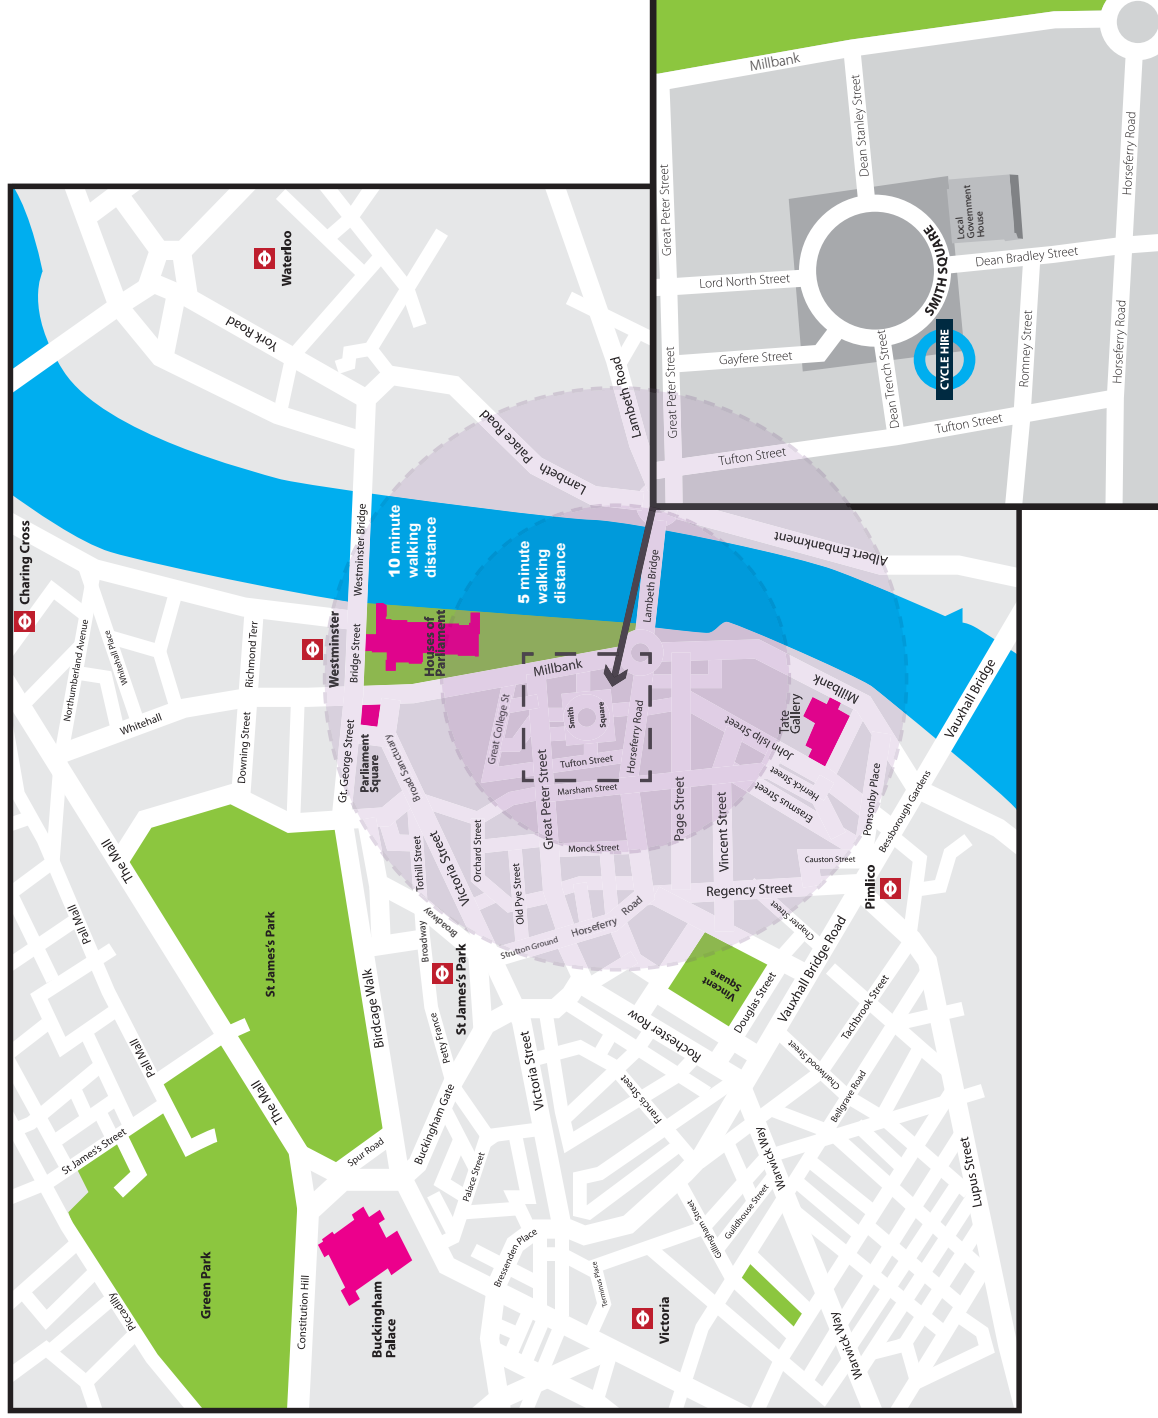 Millbank
Dean Stanley Street
Horseferry Road
Great Peter Street
Local
Government
House
SMITH SQUARE
Dean Bradley Street
Lord North Street
Gayfere Street
Dean Trench Street
CYCLE HIRE
Romney Street
Horseferry Road
Great Peter Street
Tufton Street
Tufton Street
Waterloo
York Road
Lambeth Road
Lambeth
Palace Road
Charing Cross
Westminster Bridge
10 minute
walking
distance
5 minute
walking
distance
Albert Embankment
Lambeth Bridge
Northumberland Avenue
Whitehall Place
Richmond Terr
Westminster
Bridge Street
Houses of
Parliament
Millbank
Whitehall
Downing Street
Gt. George Street
Parliament
Square
Broad Sanctuary
Great College St
Smith
Square
Tufton Street
Horseferry Road
John Islip Street
Tate
Gallery
Millbank
Vauxhall Bridge
Marsham Street
Great Peter Street
Page Street
Vincent Street
Herrick Street
Erasmus Street
Ponsonby Place
Bessborough Gardens
The Mall
Pall Mall
Tothill Street
Victoria Street
Orchard Street
Old Pye Street
Monck Street
Causton Street
Regency Street
Pimlico
St James's Park
Broadway
Broadway
Strutton Ground
Horseferry
Road
Chapter Street
Vauxhall Bridge Road
Birdcage Walk
St James's Park
Vincent
Square
Douglas Street
Tachbrook Street
Pall Mall
The Mall
Petty France
Victoria Street
Rochester Row
Francis Street
Charlwood Street
Bellgrave Road
St James's Street
Spur Road
Buckingham Gate
Palace Street
Warwick Way
Guildhouse Street
Gillingham Street
Lupus Street
Green Park
Piccadilly
Constitution Hill
Buckingham
Palace
Bressenden Place
Terminus Place
Victoria
Warwick Way